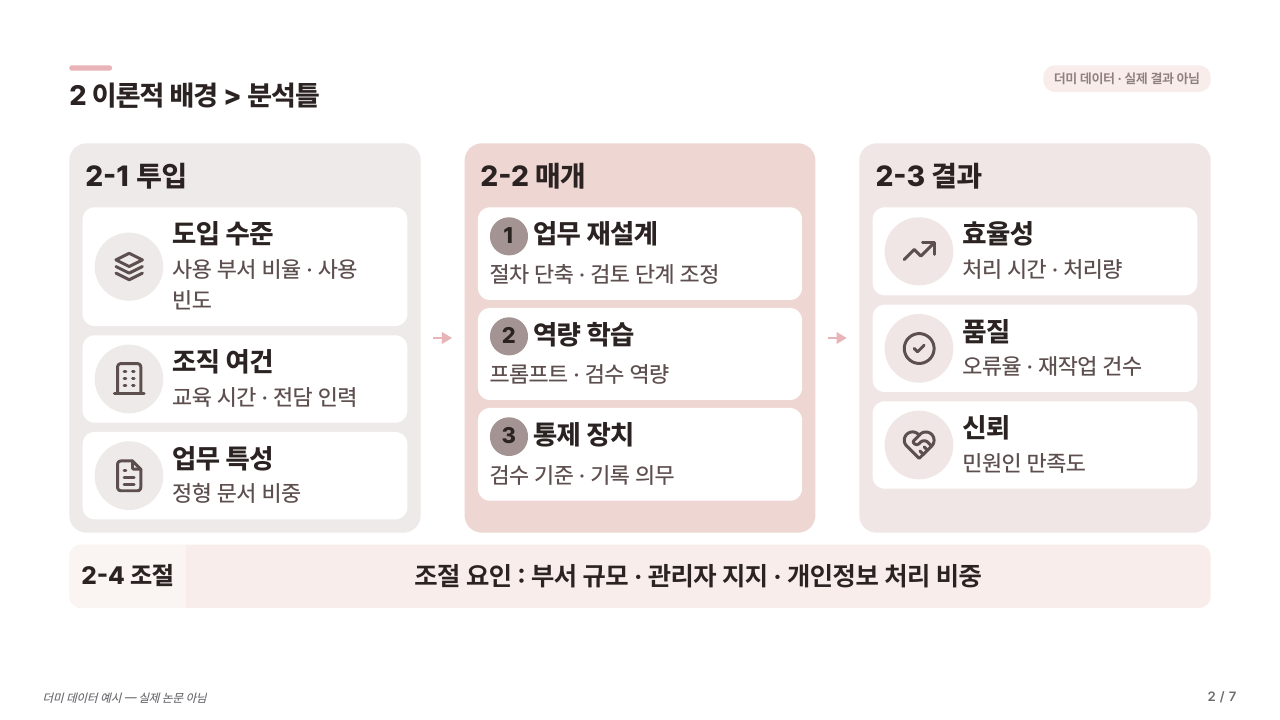 2 이론적 배경 > 분석틀
더미 데이터 · 실제 결과 아님
2-1 투입
도입 수준
사용 부서 비율 · 사용
빈도
조직 여건
교육 시간 · 전담 인력
업무 특성
정형 문서 비중
2-2 매개
1 업무 재설계
절차 단축 · 검토 단계 조정
2 역량 학습
프롬프트 · 검수 역량
3 통제 장치
검수 기준 · 기록 의무
2-3 결과
효율성
처리 시간 · 처리량
품질
오류율 · 재작업 건수
신뢰
민원인 만족도
2-4 조절
조절 요인 : 부서 규모 · 관리자 지지 · 개인정보 처리 비중
더미 데이터 예시 — 실제 논문 아님
2 / 7